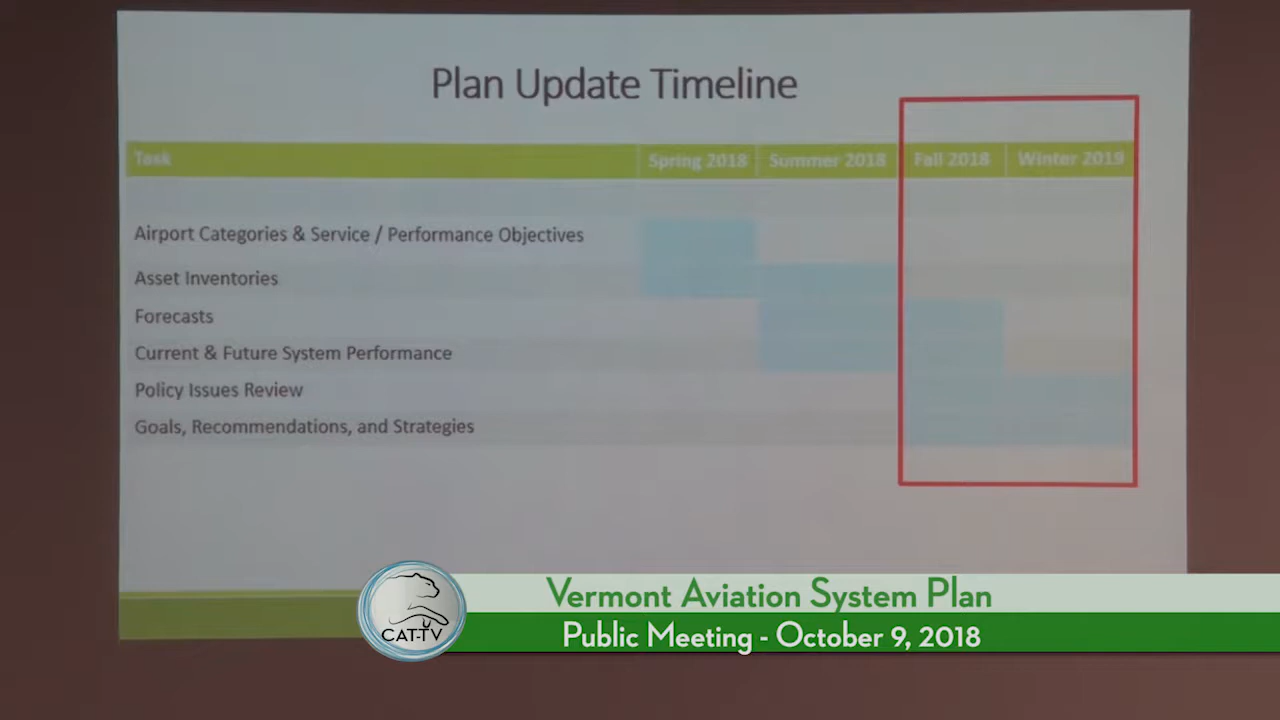 Plan Update Timeline
Task Spring 2018 Summer 2018 Fall 2018 Winter 2019
Airport Categories & Service / Performance Objectives
Asset Inventories
Forecasts
Current & Future System Performance
Policy Issues Review
Goals, Recommendations, and Strategies
CAT-TV
Vermont Aviation System Plan
Public Meeting - October 9, 2018